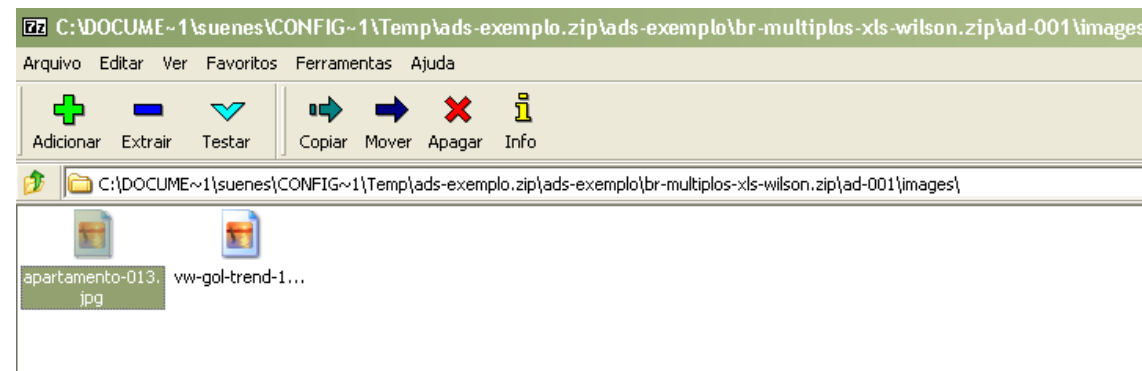 7z C:\DOCUME~1\suenes\CONFIG~1\Temp\ads-exemplo.zip\ads-exemplo\br-multiplos-xls-wilson.zip\ad-001\images
Arquivo Editar Ver Favoritos Ferramentas Ajuda
Adicionar Extrair Testar Copiar Mover Apagar Info
C:\DOCUME~1\suenes\CONFIG~1\Temp\ads-exemplo.zip\ads-exemplo\br-multiplos-xls-wilson.zip\ad-001\images\
apartamento-013. vw-gol-trend-1...
jpg